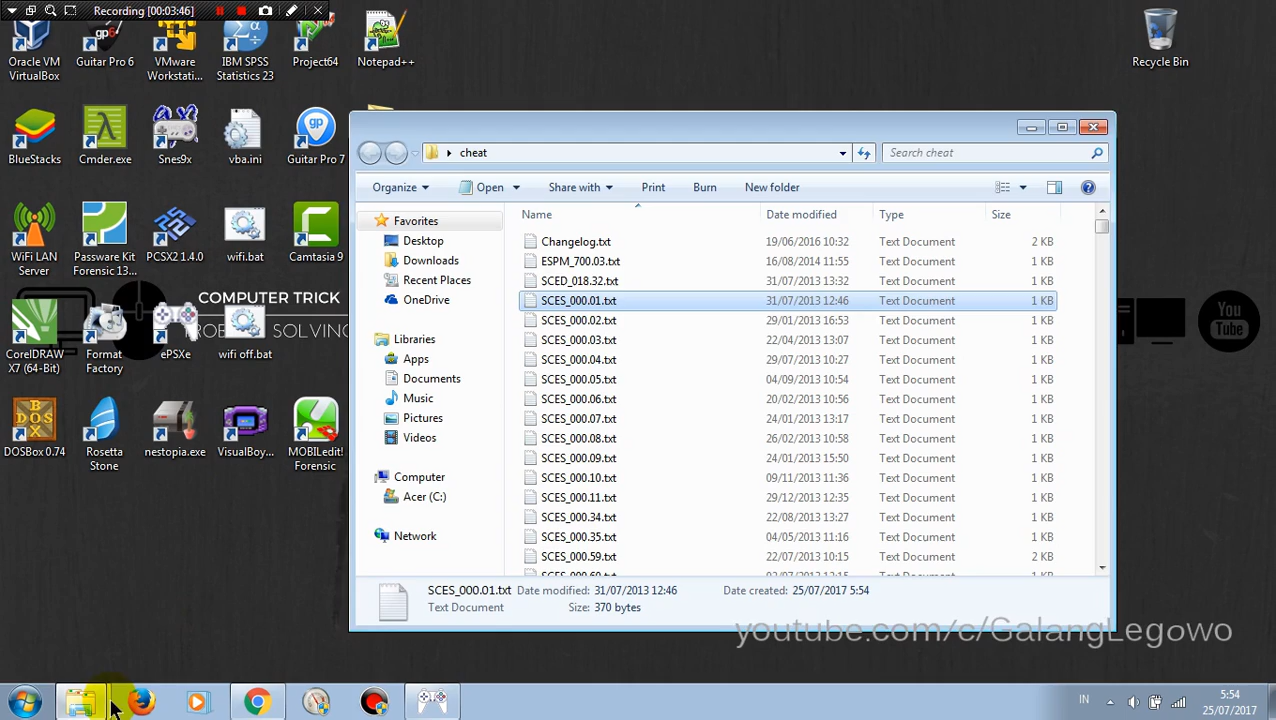 Recording [00:03:46]
Oracle VM VirtualBox
Guitar Pro 6
VMware Workstati...
IBM SPSS Statistics 23
Project64
Notepad++
Recycle Bin
BlueStacks
Cmder.exe
Snes9x
vba.ini
Guitar Pro 7
WiFi LAN Server
Passware Kit Forensic 13...
PCSX2 1.4.0
wifi.bat
Camtasia 9
COMPUTER TRICK
CorelDRAW X7 (64-Bit)
Format Factory
ePSXe
wifi off.bat
SOLVING
You Tube
DOSBox 0.74
Rosetta Stone
nestopia.exe
VisualBoy...
MOBILedit! Forensic
cheat
Search cheat
Organize
Open
Share with
Print
Burn
New folder
Favorites
Desktop
Downloads
Recent Places
OneDrive
Libraries
Apps
Documents
Music
Pictures
Videos
Computer
Acer (C:)
Network
Name Date modified Type Size
Changelog.txt 19/06/2016 10:32 Text Document 2 KB
ESPM_700.03.txt 16/08/2014 11:55 Text Document 1 KB
SCED_018.32.txt 31/07/2013 13:32 Text Document 1 KB
SCES_000.01.txt 31/07/2013 12:46 Text Document 1 KB
SCES_000.02.txt 29/01/2013 16:53 Text Document 1 KB
SCES_000.03.txt 22/04/2013 13:07 Text Document 1 KB
SCES_000.04.txt 29/07/2013 10:27 Text Document 1 KB
SCES_000.05.txt 04/09/2013 10:54 Text Document 1 KB
SCES_000.06.txt 20/02/2013 10:56 Text Document 1 KB
SCES_000.07.txt 24/01/2013 13:17 Text Document 1 KB
SCES_000.08.txt 26/02/2013 10:58 Text Document 1 KB
SCES_000.09.txt 24/01/2013 15:50 Text Document 1 KB
SCES_000.10.txt 09/11/2013 11:36 Text Document 1 KB
SCES_000.11.txt 29/12/2013 12:35 Text Document 1 KB
SCES_000.34.txt 22/08/2013 13:27 Text Document 1 KB
SCES_000.35.txt 04/05/2013 11:16 Text Document 1 KB
SCES_000.59.txt 22/07/2013 10:15 Text Document 2 KB
SCES_000.01.txt Date modified: 31/07/2013 12:46 Date created: 25/07/2017 5:54
Text Document Size: 370 bytes
youtube.com/c/GalangLegowo
IN
5:54
25/07/2017